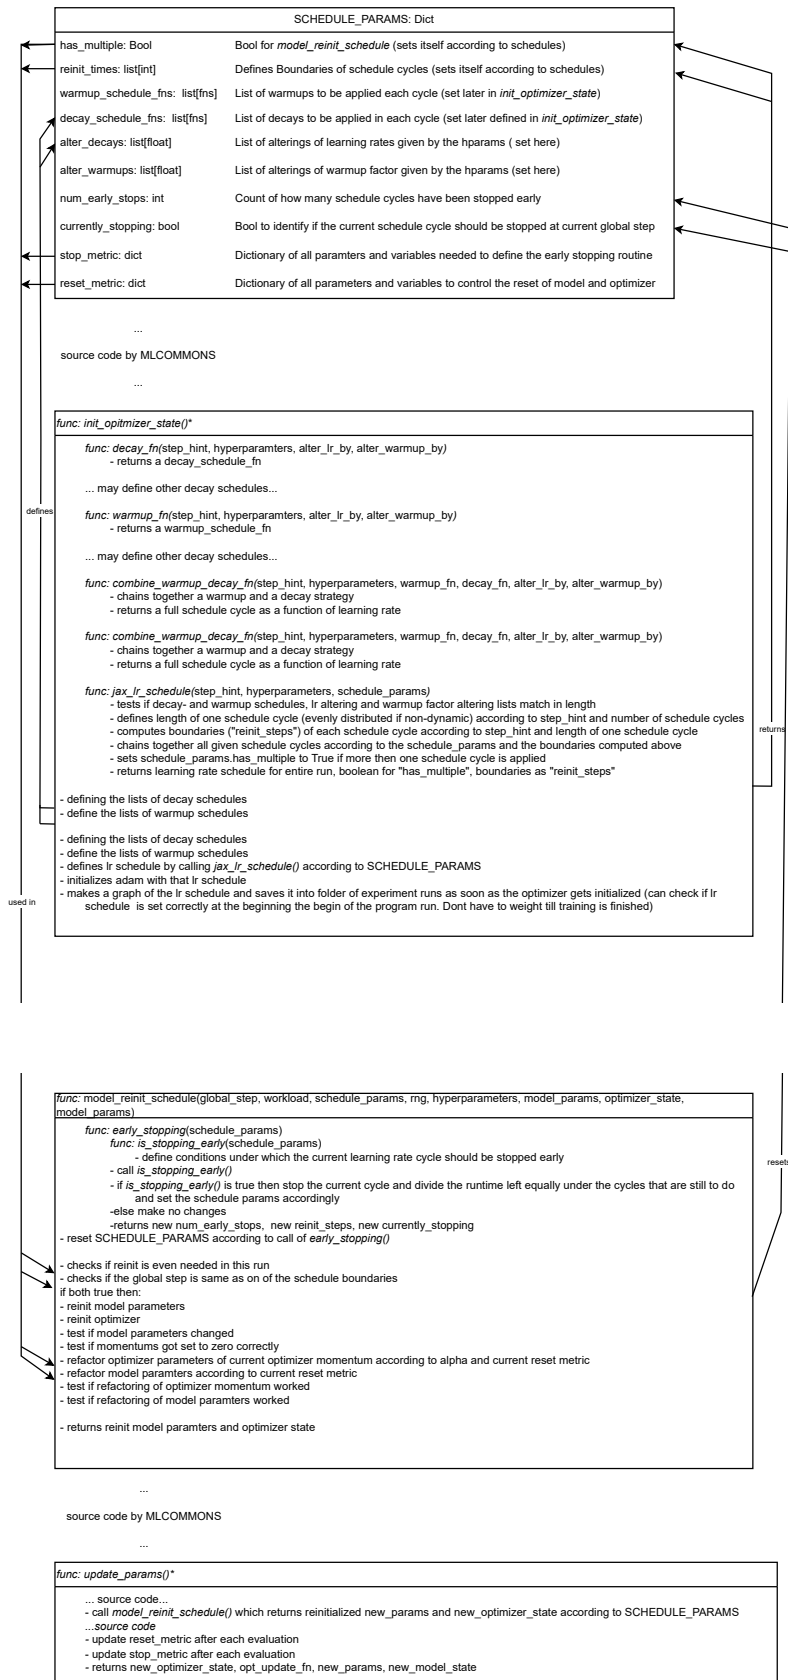 SCHEDULE_PARAMS: Dict
has_multiple: Bool Bool for model_reinit_schedule (sets itself according to schedules)
reinit_times: list[int] Defines Boundaries of schedule cycles (sets itself according to schedules)
warmup_schedule_fns: list[fns] List of warmups to be applied each cycle (set later in init_optimizer_state)
decay_schedule_fns: list[fns] List of decays to be applied in each cycle (set later defined in init_optimizer_state)
alter_decays: list[float] List of alterings of learning rates given by the hparams ( set here)
alter_warmups: list[float] List of alterings of warmup factor given by the hparams (set here)
num_early_stops: int Count of how many schedule cycles have been stopped early
currently_stopping: bool Bool to identify if the current schedule cycle should be stopped at current global step
stop_metric: dict Dictionary of all paramters and variables needed to define the early stopping routine
reset_metric: dict Dictionary of all parameters and variables to control the reset of model and optimizer
...
source code by MLCOMMONS
...
func: init_opitmizer_state()*
func: decay_fn(step_hint, hyperparamters, alter_lr_by, alter_warmup_by)
- returns a decay_schedule_fn
... may define other decay schedules...
defines
func: warmup_fn(step_hint, hyperparamters, alter_lr_by, alter_warmup_by)
- returns a warmup_schedule_fn
... may define other decay schedules...
func: combine_warmup_decay_fn(step_hint, hyperparameters, warmup_fn, decay_fn, alter_lr_by, alter_warmup_by)
- chains together a warmup and a decay strategy
- returns a full schedule cycle as a function of learning rate
func: combine_warmup_decay_fn(step_hint, hyperparameters, warmup_fn, decay_fn, alter_lr_by, alter_warmup_by)
- chains together a warmup and a decay strategy
- returns a full schedule cycle as a function of learning rate
func: jax_lr_schedule(step_hint, hyperparameters, schedule_params)
- tests if decay- and warmup schedules, lr altering and warmup factor altering lists match in length
- defines length of one schedule cycle (evenly distributed if non-dynamic) according to step_hint and number of schedule cycles
- computes boundaries ("reinit_steps") of each schedule cycle according to step_hint and length of one schedule cycle
returns
- chains together all given schedule cycles according to the schedule_params and the boundaries computed above
- sets schedule_params.has_multiple to True if more then one schedule cycle is applied
- returns learning rate schedule for entire run, boolean for "has_multiple", boundaries as "reinit_steps"
- defining the lists of decay schedules
- define the lists of warmup schedules
- defining the lists of decay schedules
- define the lists of warmup schedules
- defines lr schedule by calling jax_lr_schedule() according to SCHEDULE_PARAMS
- initializes adam with that lr schedule
- makes a graph of the lr schedule and saves it into folder of experiment runs as soon as the optimizer gets initialized (can check if lr
used in
schedule is set correctly at the beginning the begin of the program run. Dont have to weight till training is finished)
func: model_reinit_schedule(global_step, workload, schedule_params, rng, hyperparameters, model_params, optimizer_state,
model_params)
func: early_stopping(schedule_params)
func: is_stopping_early(schedule_params)
- define conditions under which the current learning rate cycle should be stopped early
resets
- call is_stopping_early()
- if is_stopping_early() is true then stop the current cycle and divide the runtime left equally under the cycles that are still to do
and set the schedule params accordingly
-else make no changes
-returns new num_early_stops, new reinit_steps, new currently_stopping
- reset SCHEDULE_PARAMS according to call of early_stopping()
- checks if reinit is even needed in this run
- checks if the global step is same as on of the schedule boundaries
if both true then:
- reinit model parameters
- reinit optimizer
- test if model parameters changed
- test if momentums got set to zero correctly
- refactor optimizer parameters of current optimizer momentum according to alpha and current reset metric
- refactor model paramters according to current reset metric
- test if refactoring of optimizer momentum worked
- test if refactoring of model paramters worked
- returns reinit model paramters and optimizer state
...
source code by MLCOMMONS
...
func: update_params()*
... source code...
- call model_reinit_schedule() which returns reinitialized new_params and new_optimizer_state according to SCHEDULE_PARAMS
...source code
- update reset_metric after each evaluation
- update stop_metric after each evaluation
- returns new_optimizer_state, opt_update_fn, new_params, new_model_state